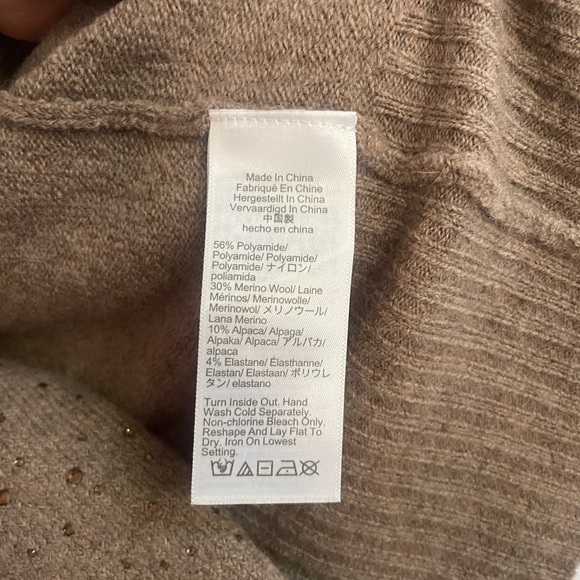 Made In China
Fabriqué En Chine
Hergestellt In China
Vervaardigd In China
中国製
hecho en china
56% Polyamide/
Polyamide/ Polyamide/
Polyamide/ ナイロン/
poliamida
30% Merino Wool/ Laine
Mérinos/ Merinowolle/
Merinowol/ メリノウール/
Lana Merino
10% Alpaca/ Alpaga/
Alpaka/ Alpaca/ アルパカ/
alpaca
4% Elastane/ Élasthanne/
Elastan/ Elastaan/ ポリウレ
タン/ elastano
Turn Inside Out. Hand
Wash Cold Separately.
Non-chlorine Bleach Only.
Reshape And Lay Flat To
Dry. Iron On Lowest
Setting.